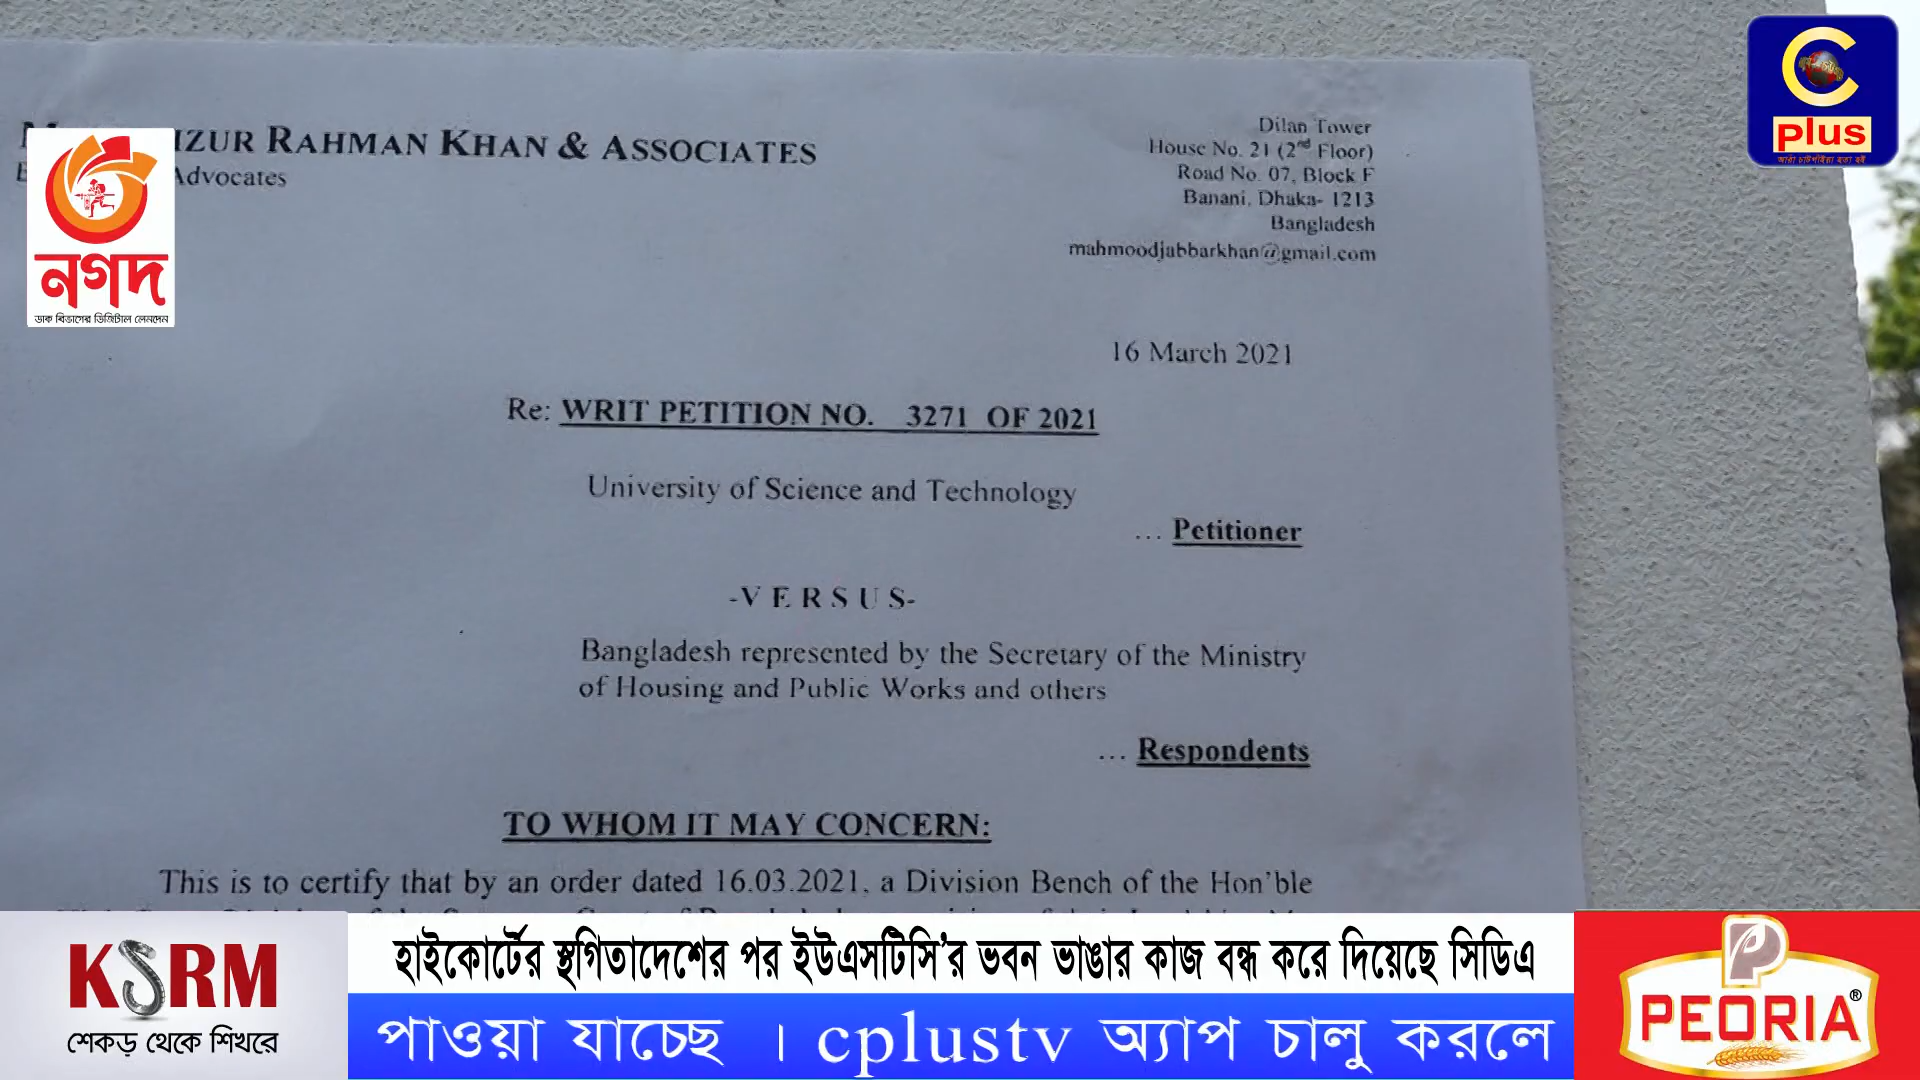 IZUR RAHMAN KHAN & ASSOCIATES
Advocates
Dilan Tower
House No. 21 (2nd Floor)
Road No. 07, Block F
Banani, Dhaka- 1213
Bangladesh
mahmoodjabbarkhan@gmail.com
C
plus
নগদ
ডাক বিভাগের ডিজিটাল লেনদেন
16 March 2021
Re: WRIT PETITION NO. 3271 OF 2021
University of Science and Technology
... Petitioner
-V E R S U S-
Bangladesh represented by the Secretary of the Ministry
of Housing and Public Works and others
... Respondents
TO WHOM IT MAY CONCERN:
This is to certify that by an order dated 16.03.2021, a Division Bench of the Hon'ble
KSRM
শেকড় থেকে শিখরে
হাইকোর্টের স্থগিতাদেশের পর ইউএসটিসি'র ভবন ভাঙার কাজ বন্ধ করে দিয়েছে সিডিএ
পাওয়া যাচ্ছে । cplustv অ্যাপ চালু করলে
P
PEORIA®